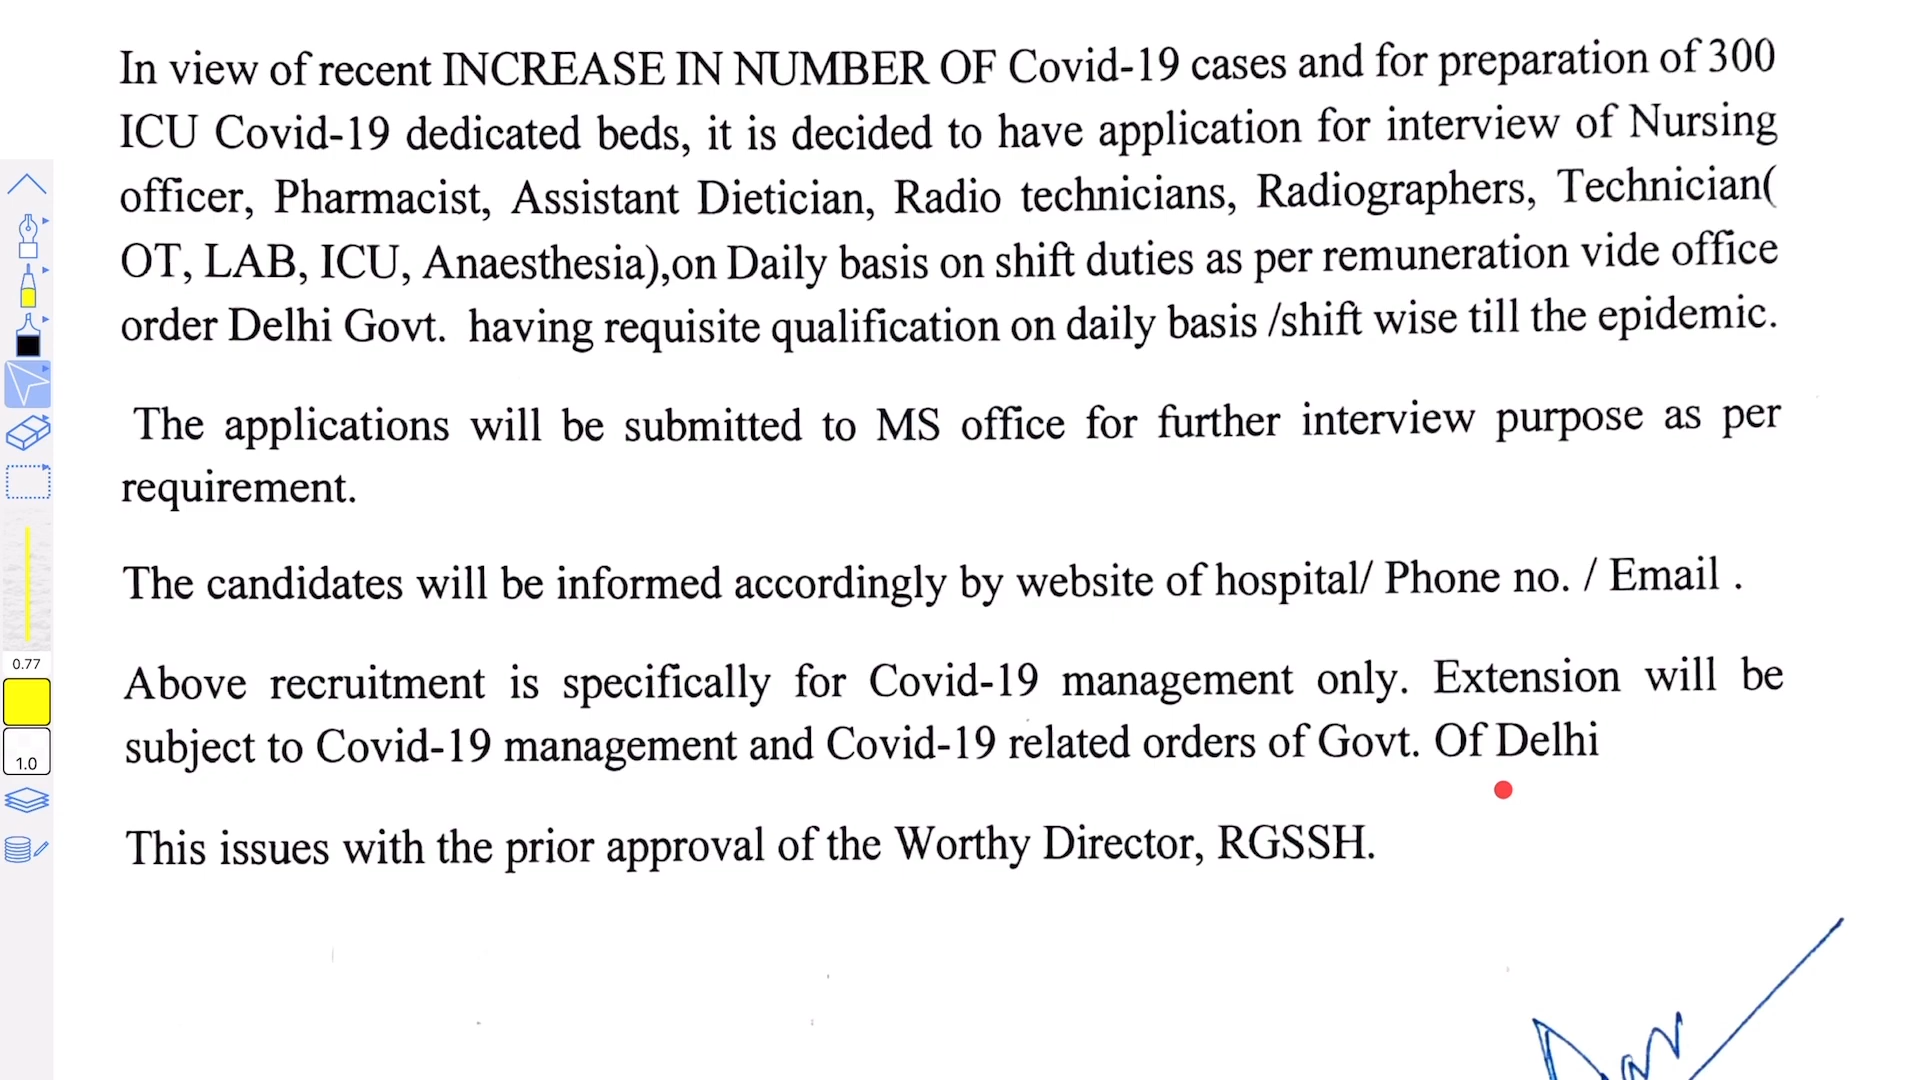 In view of recent INCREASE IN NUMBER OF Covid-19 cases and for preparation of 300
ICU Covid-19 dedicated beds, it is decided to have application for interview of Nursing
officer, Pharmacist, Assistant Dietician, Radio technicians, Radiographers, Technician(
OT, LAB, ICU, Anaesthesia),on Daily basis on shift duties as per remuneration vide office
order Delhi Govt. having requisite qualification on daily basis /shift wise till the epidemic.
The applications will be submitted to MS office for further interview purpose as per
requirement.
The candidates will be informed accordingly by website of hospital/ Phone no. / Email .
Above recruitment is specifically for Covid-19 management only. Extension will be
subject to Covid-19 management and Covid-19 related orders of Govt. Of Delhi
This issues with the prior approval of the Worthy Director, RGSSH.
0.77
1.0